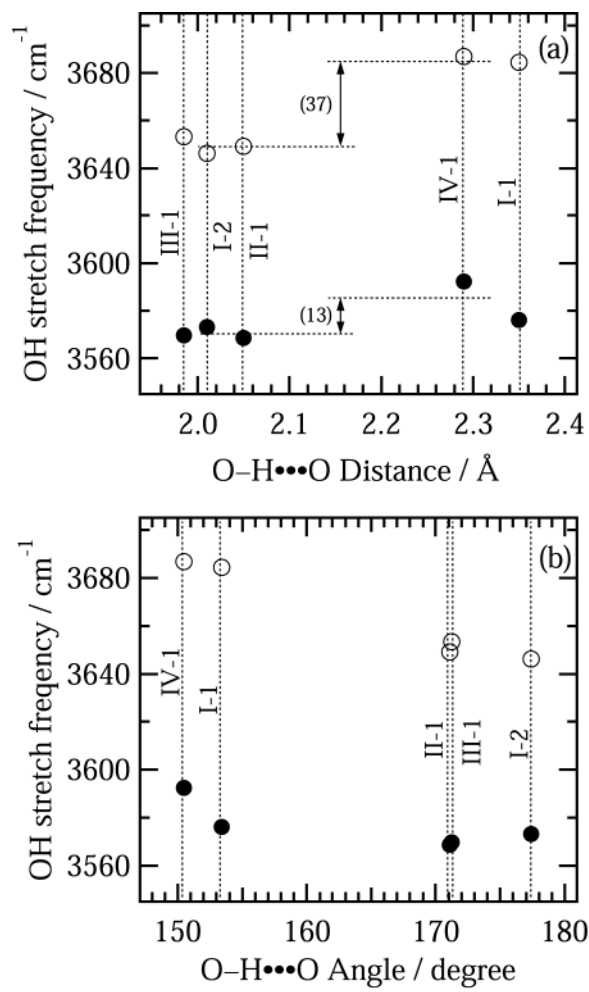 (a)
3680
3640
3600
3560
OH stretch frequency / cm-1
(37)
(13)
III-1
I-2
II-1
IV-1
I-1
2.0 2.1 2.2 2.3 2.4
O–H•••O Distance / Å
(b)
3680
3640
3600
3560
OH stretch freqency / cm-1
IV-1
I-1
II-1
III-1
I-2
150 160 170 180
O–H•••O Angle / degree